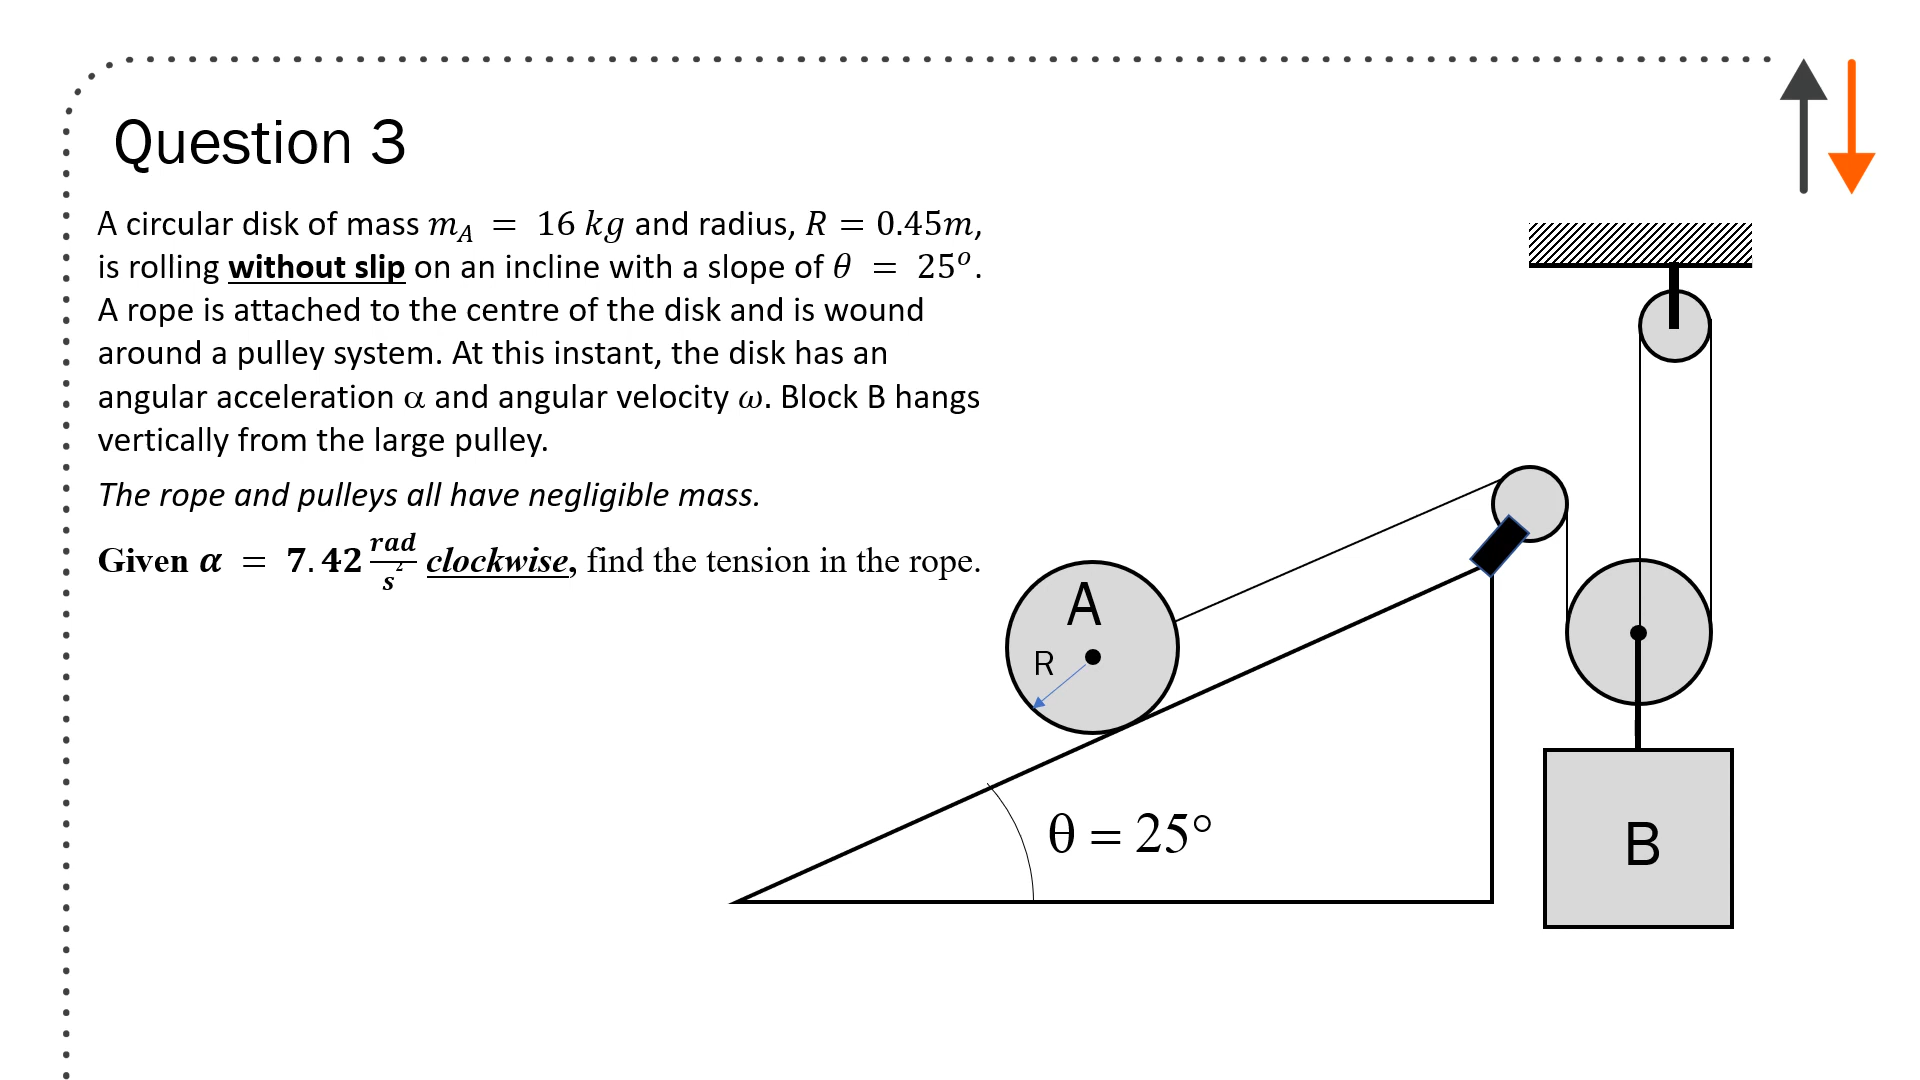 Question 3
A circular disk of mass m_A = 16 kg and radius, R = 0.45m,
is rolling without slip on an incline with a slope of θ = 25°.
A rope is attached to the centre of the disk and is wound
around a pulley system. At this instant, the disk has an
angular acceleration α and angular velocity ω. Block B hangs
vertically from the large pulley.
The rope and pulleys all have negligible mass.
Given α = 7.42 rad/s² clockwise, find the tension in the rope.
A
R
θ = 25°
B